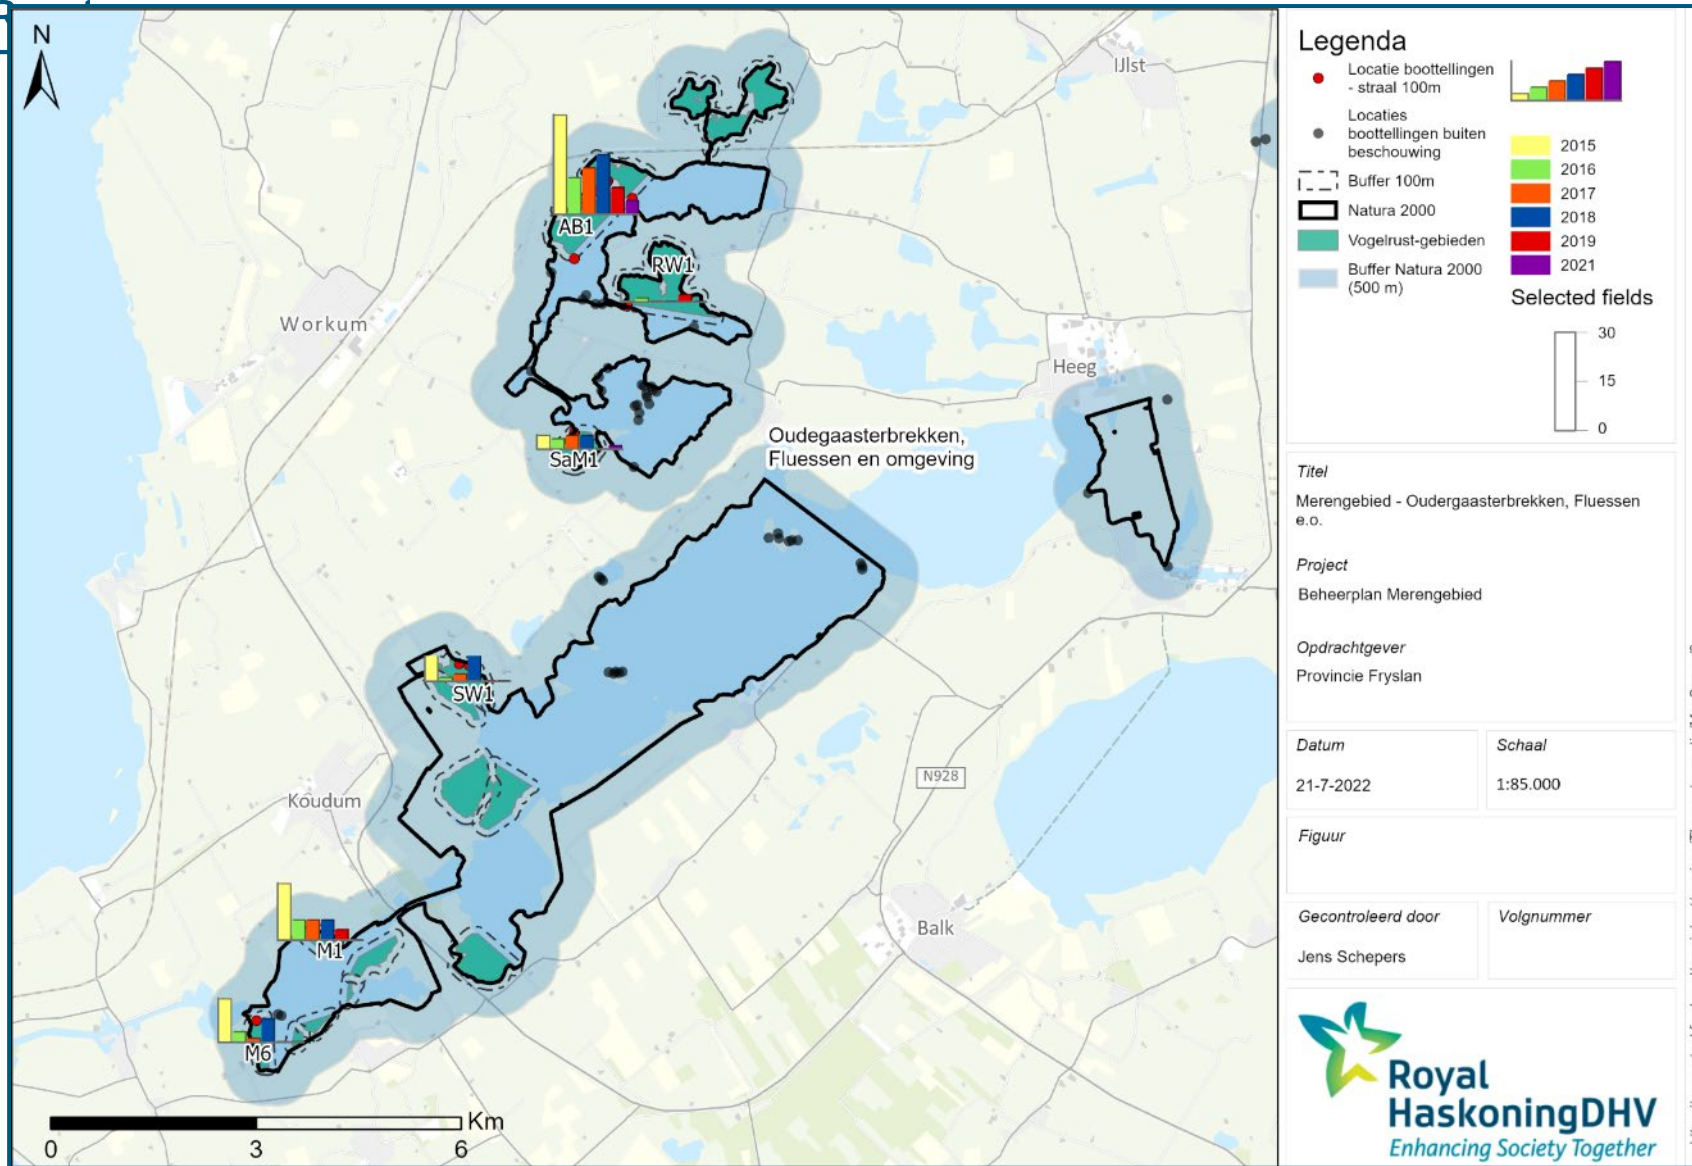 N
IJlst
AB1
RW1
Workum
Heeg
SaM1
Oudegaasterbrekken,
Fluessen en omgeving
SW1
N928
Koudum
M1
Balk
M6
Km
0
3
6
Legenda
Locatie boottellingen
- straal 100m
Locaties
boottellingen buiten
beschouwing
Buffer 100m
Natura 2000
Vogelrust-gebieden
Buffer Natura 2000
(500 m)
2015
2016
2017
2018
2019
2021
Selected fields
30
15
0
Titel
Merengebied - Oudergaasterbrekken, Fluessen
e.o.
Project
Beheerplan Merengebied
Opdrachtgever
Provincie Fryslan
Datum
Schaal
21-7-2022
1:85.000
Figuur
Gecontroleerd door
Volgnummer
Jens Schepers
Royal
HaskoningDHV
Enhancing Society Together